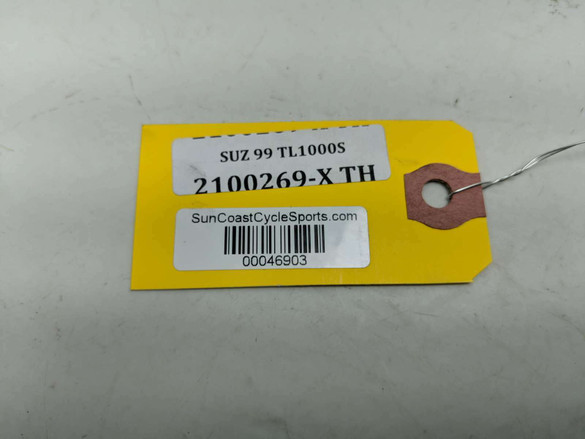 SUZ 99 TL1000S
2100269-X TH
SunCoastCycleSports.com
00046903